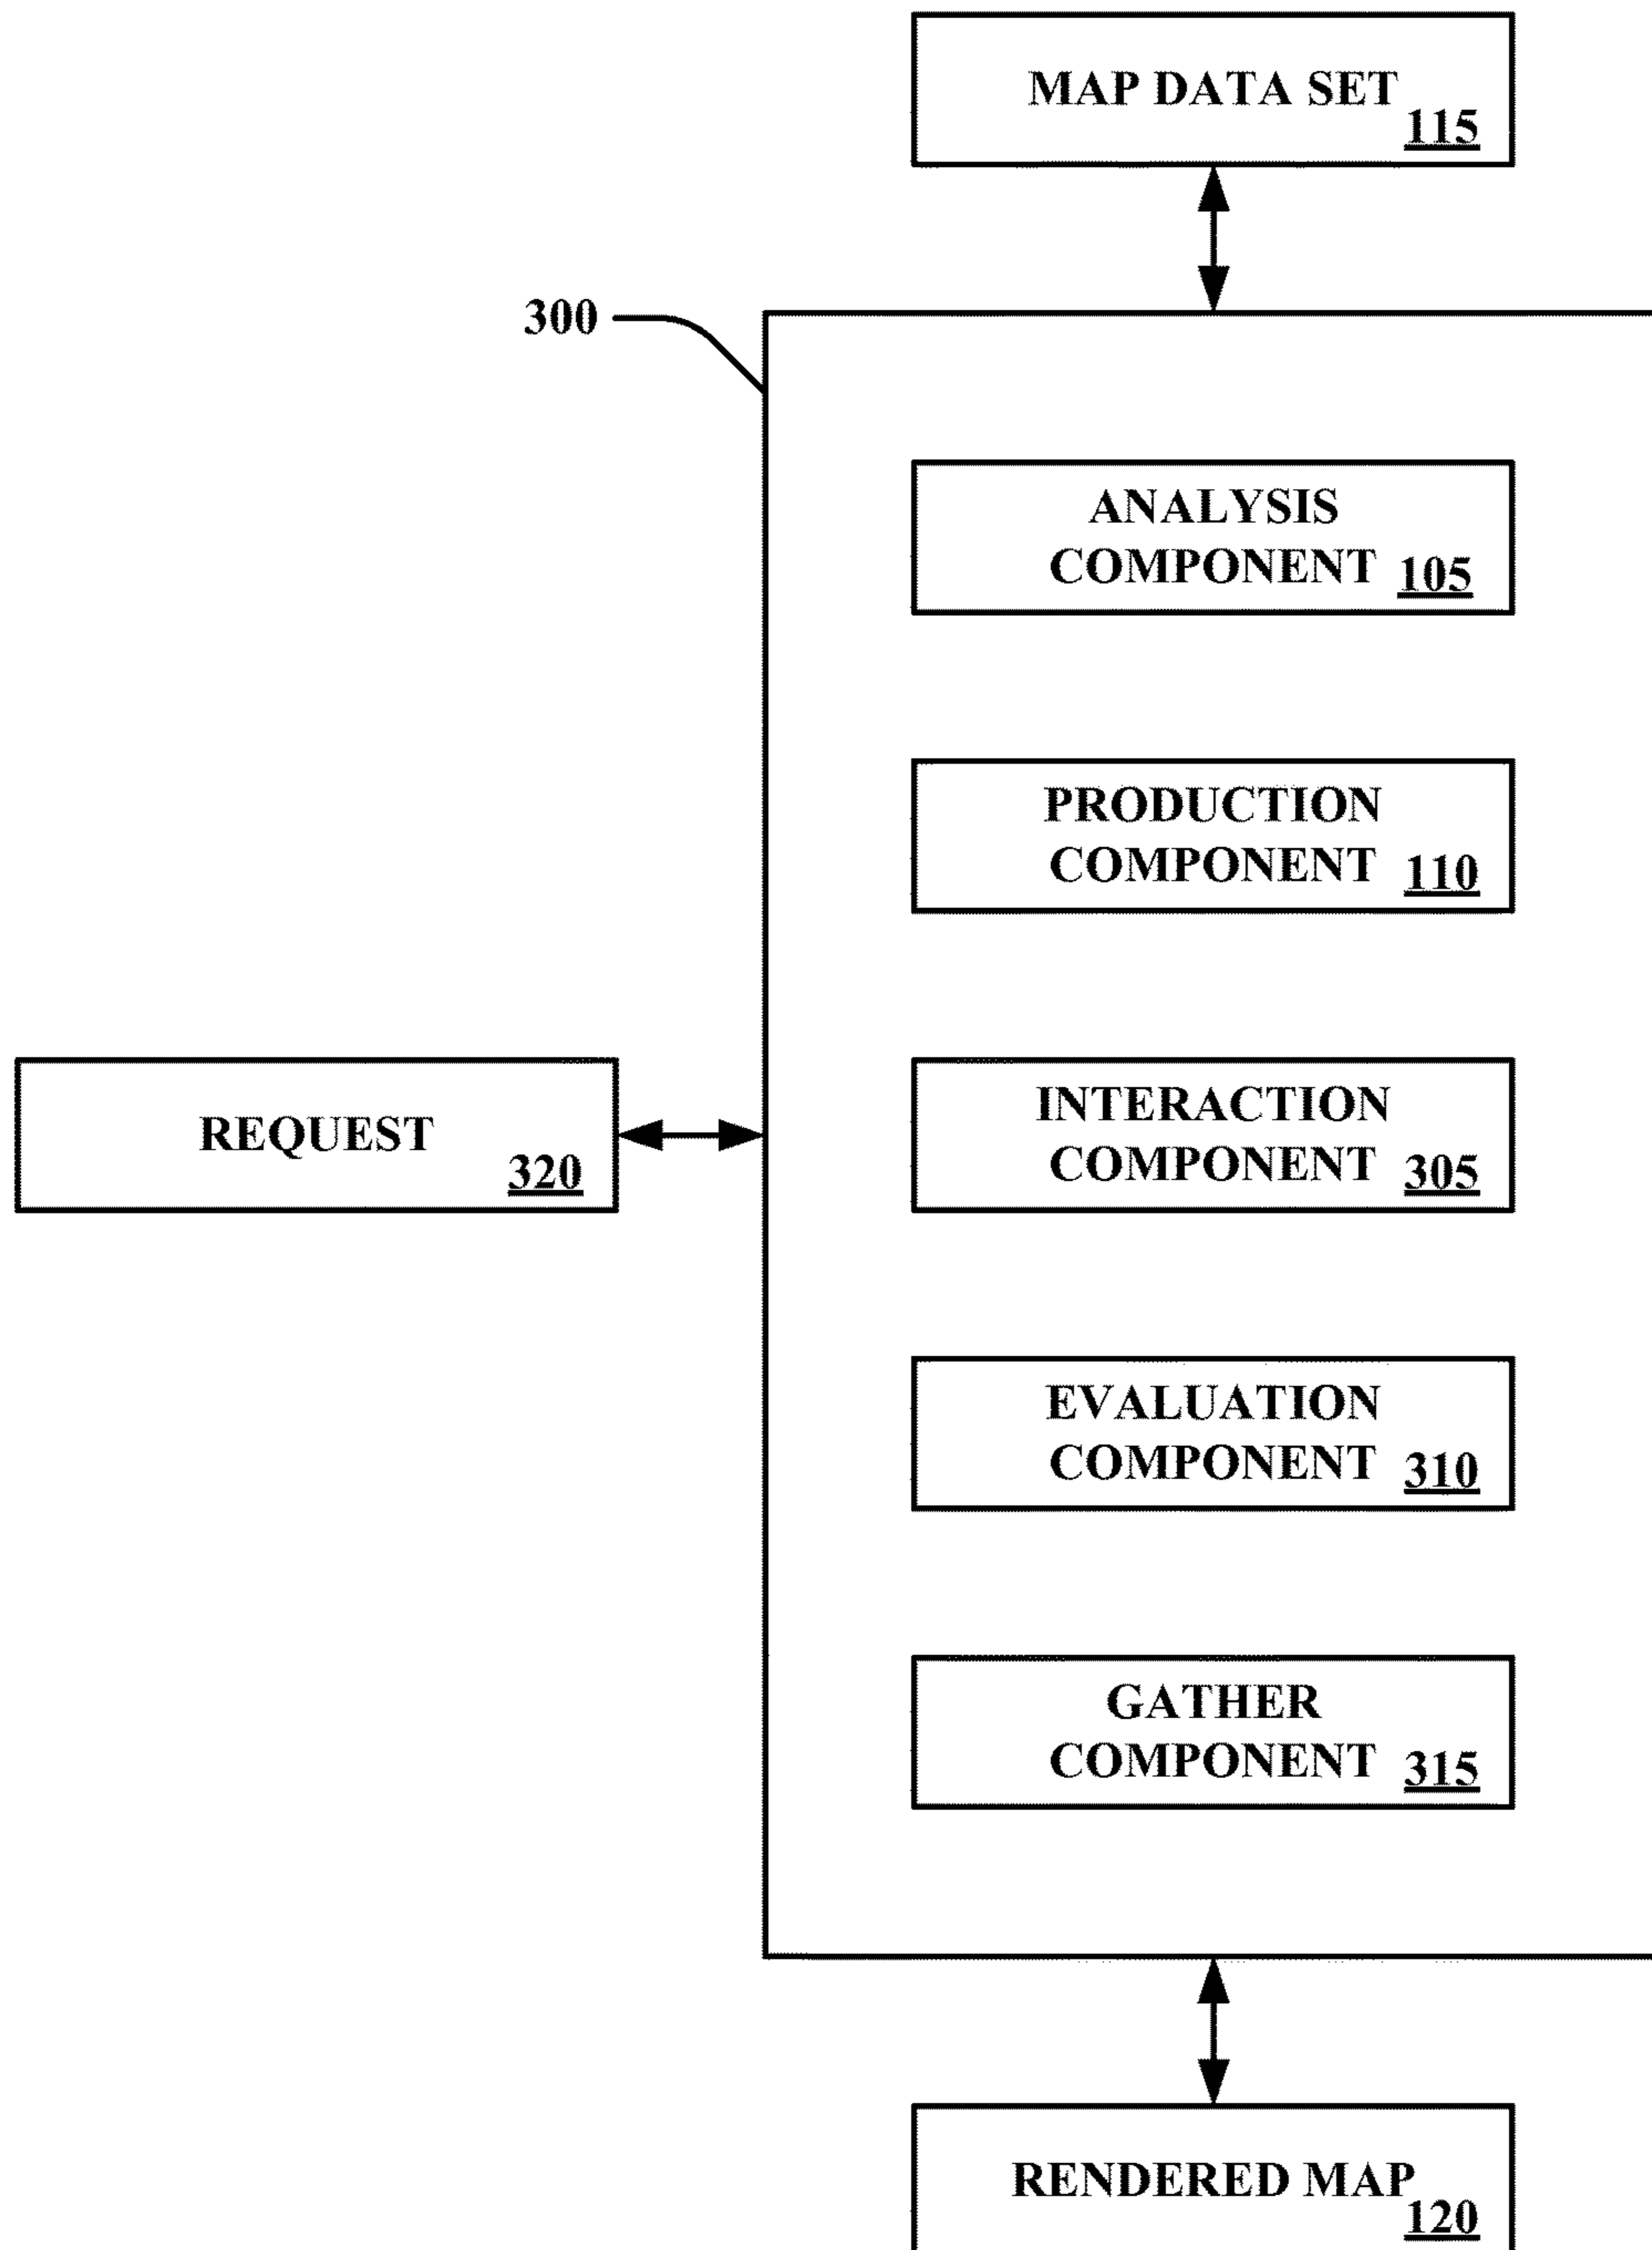 MAP DATA SET
115
300
ANALYSIS
COMPONENT 105
PRODUCTION
COMPONENT 110
REQUEST
320
INTERACTION
COMPONENT 305
EVALUATION
COMPONENT 310
GATHER
COMPONENT 315
RENDERED MAP
120